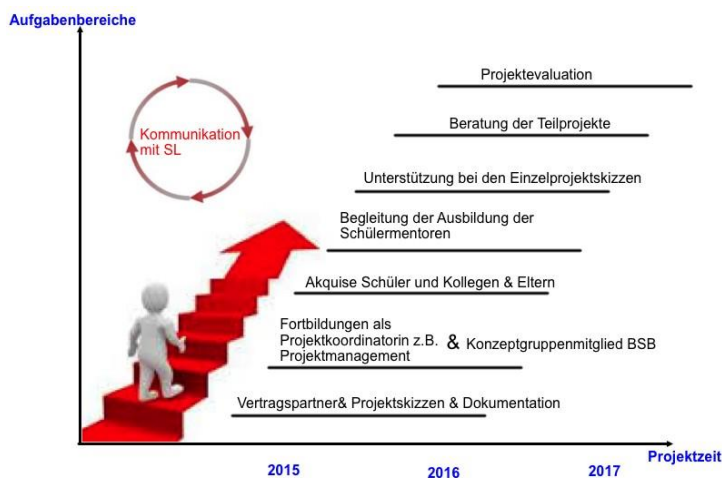 Aufgabenbereiche
Projektevaluation
Beratung der Teilprojekte
Kommunikation
mit SL
Unterstützung bei den Einzelprojektskizzen
Begleitung der Ausbildung der
Schülermentoren
Akquise Schüler und Kollegen & Eltern
Fortbildungen als
Projektkoordinatorin z.B. & Konzeptgruppenmitglied BSB
Projektmanagement
Vertragspartner& Projektskizzen & Dokumentation
Projektzeit
2015 2016 2017